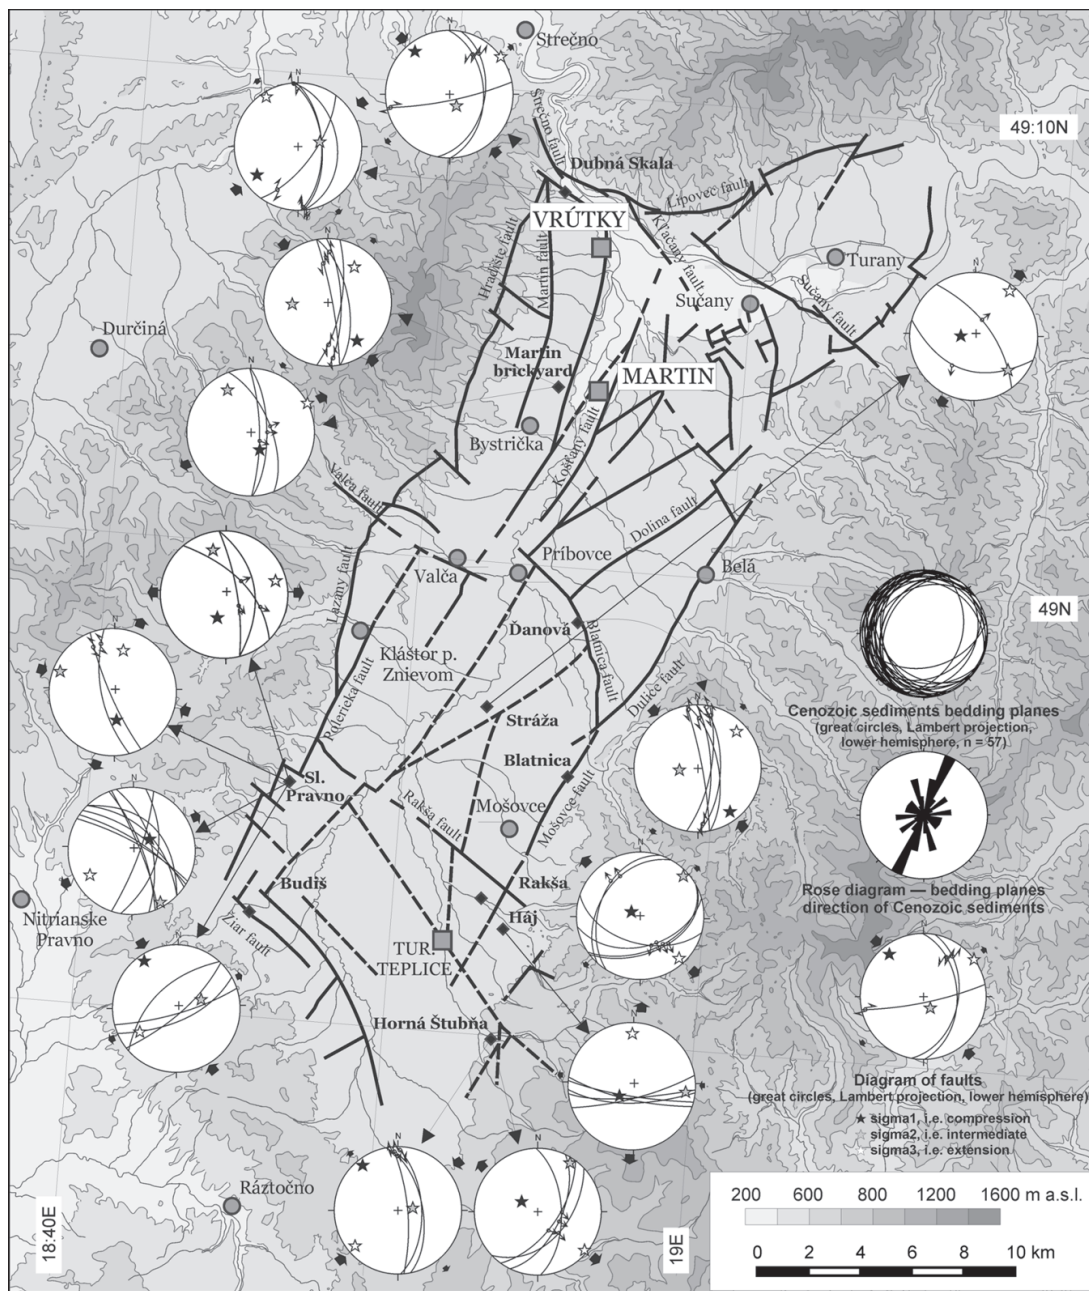 Strečno
49:10N
Strečno fault
Dubná Skala
Lipovec fault
VRÚTKY
Kľačany fault
Turany
Hradište fault
Martin fault
Sučany
Sučany fault
Durčiná
Martin
brickyard
MARTIN
Bystrička
Košťany fault
Valča fault
Dolina fault
Príbovce
Valča
Belá
Lazany fault
49N
Ďanová
Blatnica fault
Kláštor p.
Znievom
Dulice fault
Stráža
Cenozoic sediments bedding planes
(great circles, Lambert projection,
lower hemisphere, n = 57)
Blatnica
Sl.
Pravno
Mošovce
Rakša fault
Mošovce fault
Budiš
Rakša
Rose diagram — bedding planes
direction of Cenozoic sediments
Nitrianske
Pravno
Háj
TUR.
TEPLICE
Horná Štubňa
Diagram of faults
(great circles, Lambert projection, lower hemisphere)
sigma1, i.e. compression
sigma2, i.e. intermediate
sigma3, i.e. extension
Ráztočno
18:40E
19E
200 600 800 1200 1600 m a.s.l.
0 2 4 6 8 10 km